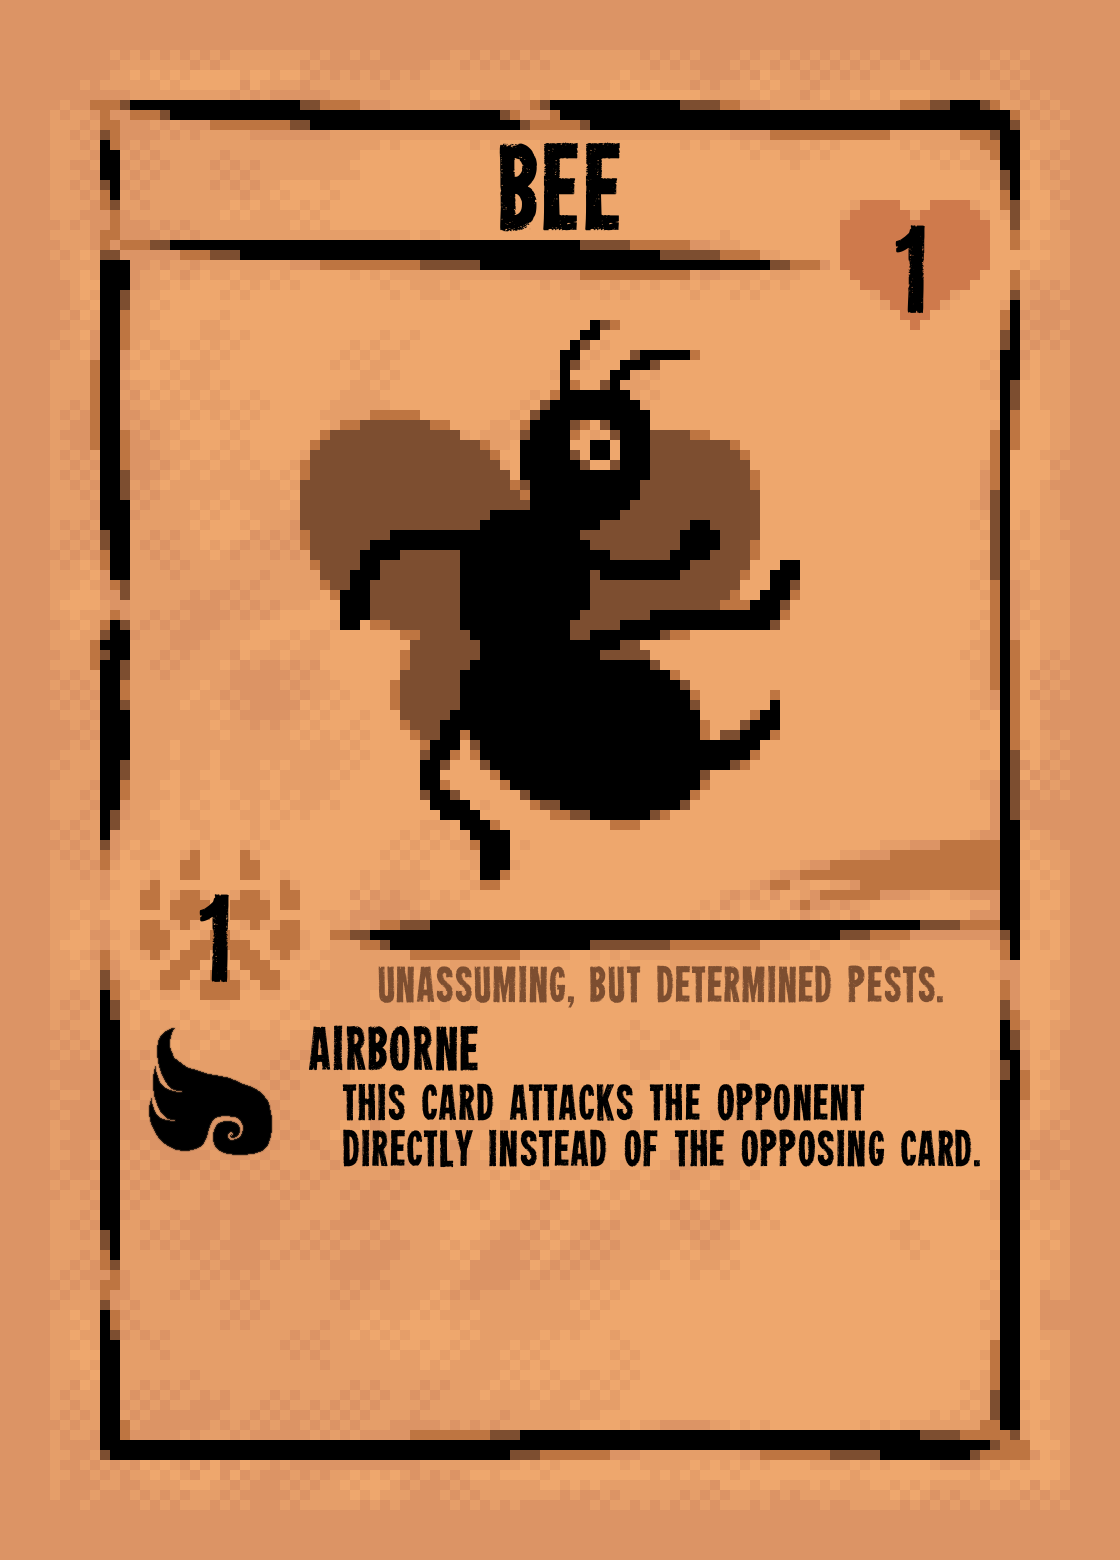 BEE
1
1
UNASSUMING, BUT DETERMINED PESTS.
AIRBORNE
THIS CARD ATTACKS THE OPPONENT
DIRECTLY INSTEAD OF THE OPPOSING CARD.